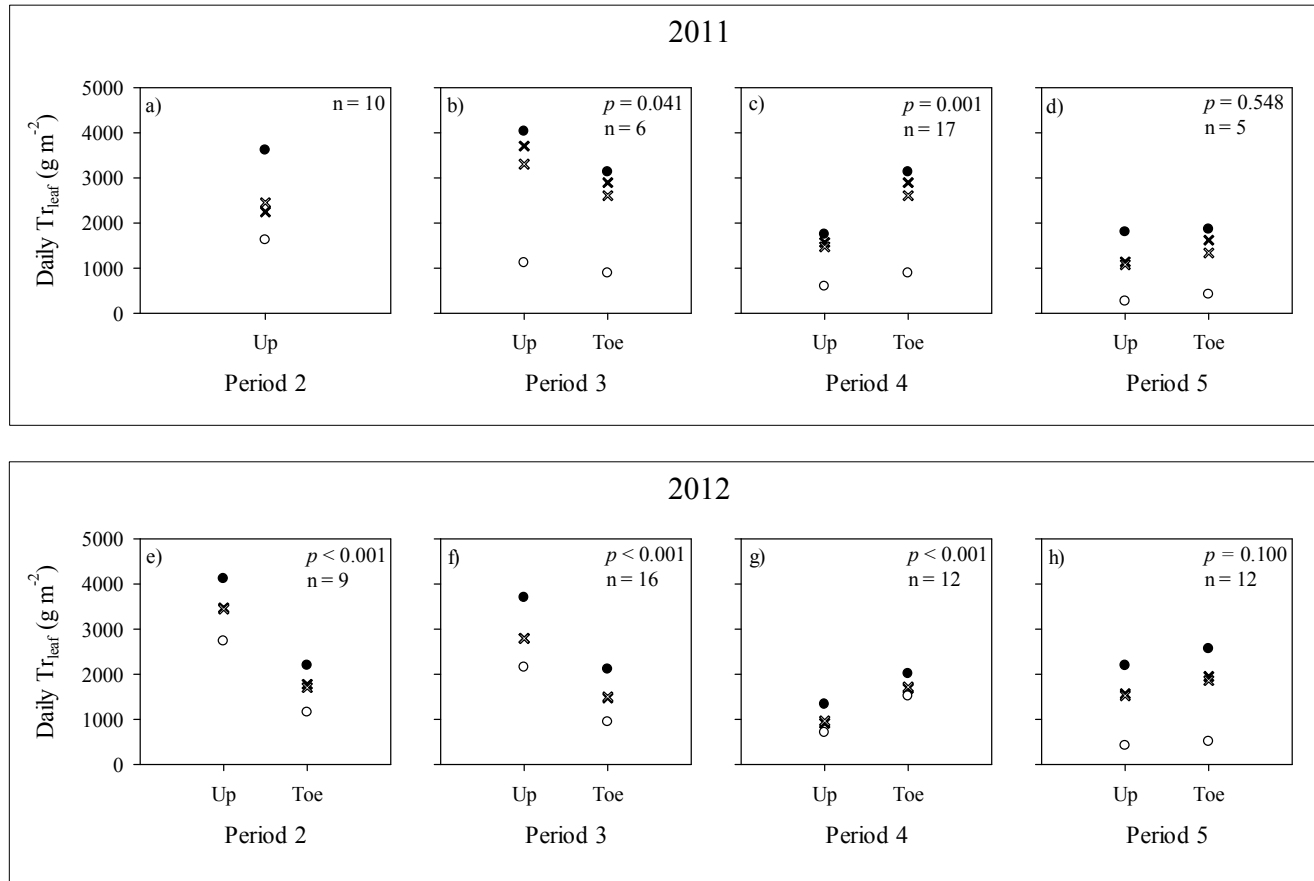 2011
a)
n = 10
b)
p = 0.041
n = 6
c)
p = 0.001
n = 17
d)
p = 0.548
n = 5
Daily Tr_leaf (g m⁻²)
5000
4000
3000
2000
1000
0
Up
Up Toe
Up Toe
Up Toe
Period 2
Period 3
Period 4
Period 5
2012
e)
p < 0.001
n = 9
f)
p < 0.001
n = 16
g)
p < 0.001
n = 12
h)
p = 0.100
n = 12
Daily Tr_leaf (g m⁻²)
5000
4000
3000
2000
1000
0
Up Toe
Up Toe
Up Toe
Up Toe
Period 2
Period 3
Period 4
Period 5